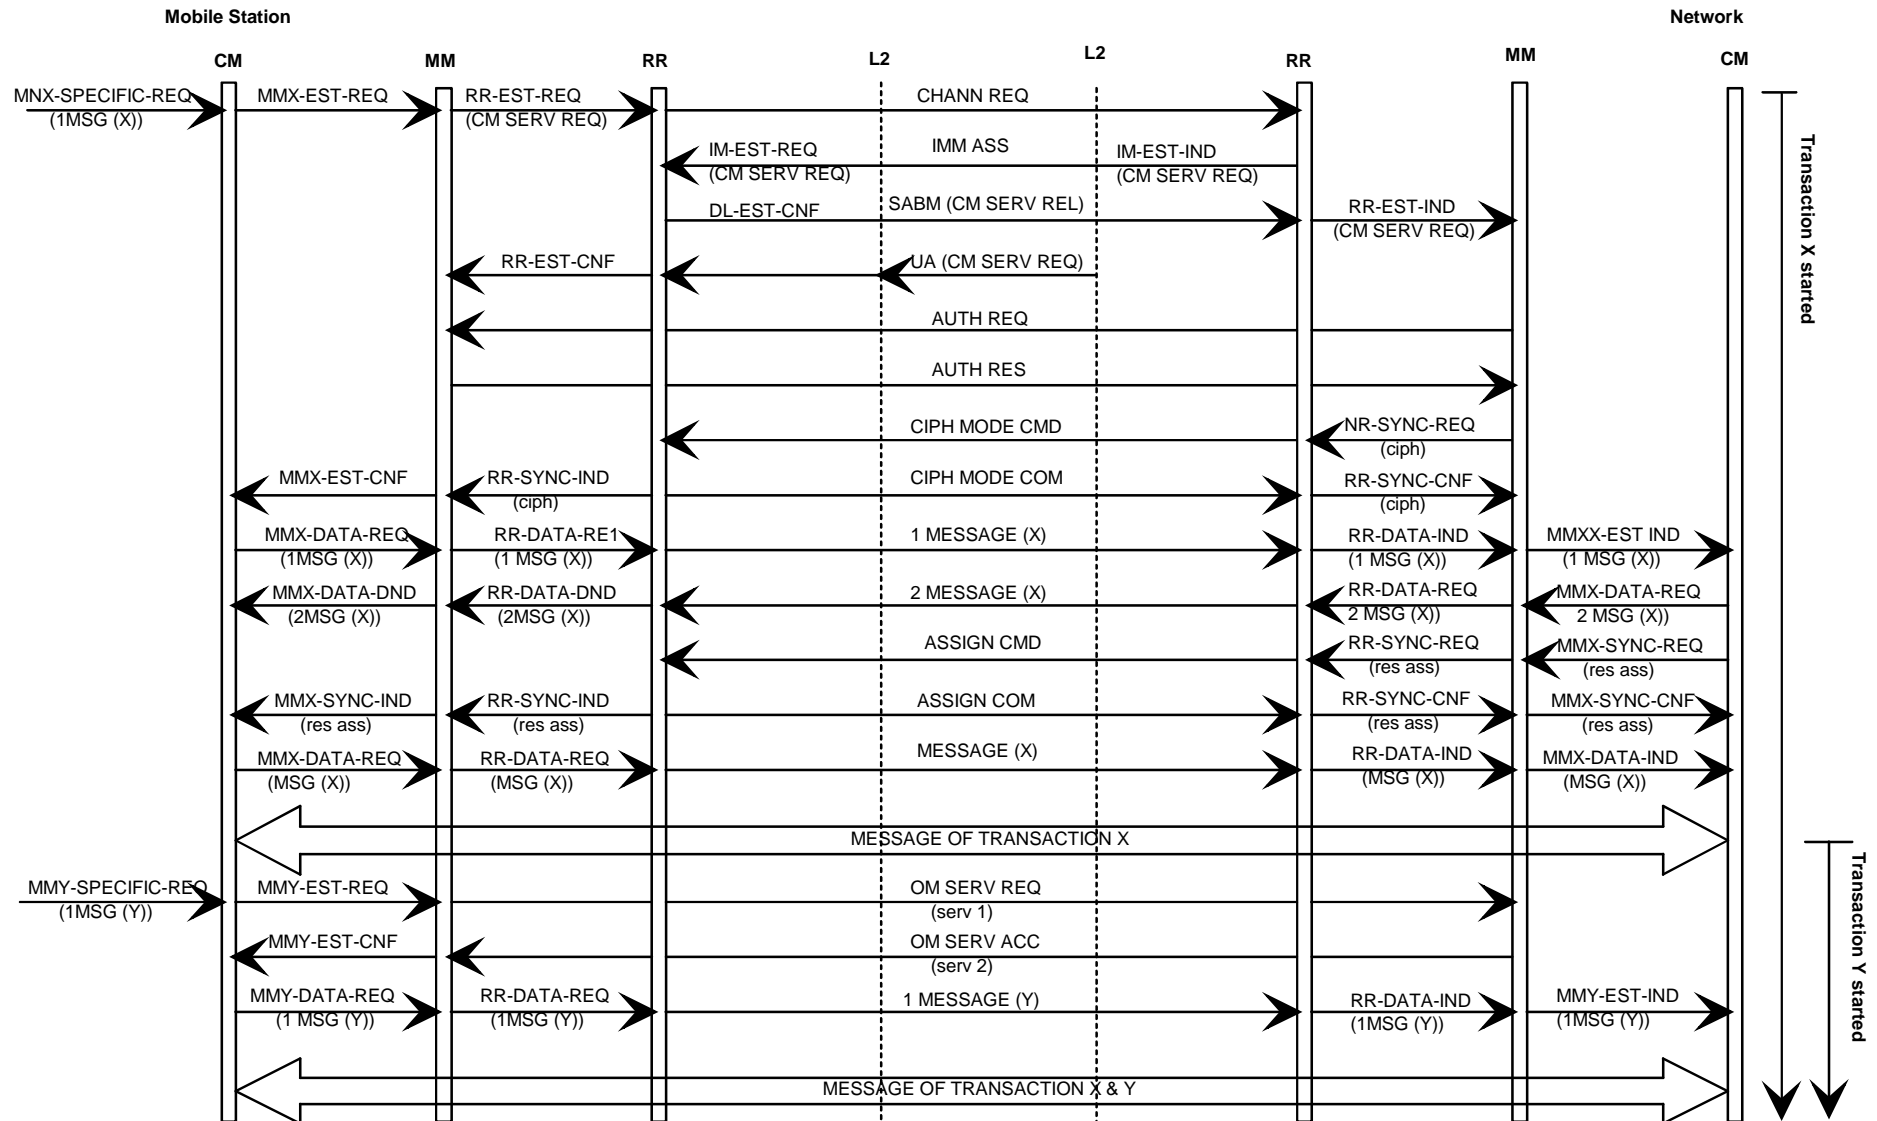 Mobile Station
Network
CM
MM
RR
L2
L2
RR
MM
CM
MNX-SPECIFIC-REQ
(1MSG (X))
MMX-EST-REQ
RR-EST-REQ
(CM SERV REQ)
CHANN REQ
IM-EST-REQ
(CM SERV REQ)
IMM ASS
IM-EST-IND
(CM SERV REQ)
DL-EST-CNF
SABM (CM SERV REL)
RR-EST-IND
(CM SERV REQ)
RR-EST-CNF
UA (CM SERV REQ)
AUTH REQ
AUTH RES
CIPH MODE CMD
NR-SYNC-REQ
(ciph)
MMX-EST-CNF
RR-SYNC-IND
(ciph)
CIPH MODE COM
RR-SYNC-CNF
(ciph)
MMX-DATA-REQ
(1MSG (X))
RR-DATA-RE1
(1 MSG (X))
1 MESSAGE (X)
RR-DATA-IND
(1 MSG (X))
MMXX-EST IND
(1 MSG (X))
MMX-DATA-DND
(2MSG (X))
RR-DATA-DND
(2MSG (X))
2 MESSAGE (X)
RR-DATA-REQ
2 MSG (X))
MMX-DATA-REQ
2 MSG (X))
ASSIGN CMD
RR-SYNC-REQ
(res ass)
MMX-SYNC-REQ
(res ass)
MMX-SYNC-IND
(res ass)
RR-SYNC-IND
(res ass)
ASSIGN COM
RR-SYNC-CNF
(res ass)
MMX-SYNC-CNF
(res ass)
MMX-DATA-REQ
(MSG (X))
RR-DATA-REQ
(MSG (X))
MESSAGE (X)
RR-DATA-IND
(MSG (X))
MMX-DATA-IND
(MSG (X))
MESSAGE OF TRANSACTION X
MMY-SPECIFIC-REQ
(1MSG (Y))
MMY-EST-REQ
OM SERV REQ
(serv 1)
MMY-EST-CNF
OM SERV ACC
(serv 2)
MMY-DATA-REQ
(1 MSG (Y))
RR-DATA-REQ
(1MSG (Y))
1 MESSAGE (Y)
RR-DATA-IND
(1MSG (Y))
MMY-EST-IND
(1MSG (Y))
MESSAGE OF TRANSACTION X & Y
Transaction X started
Transaction Y started